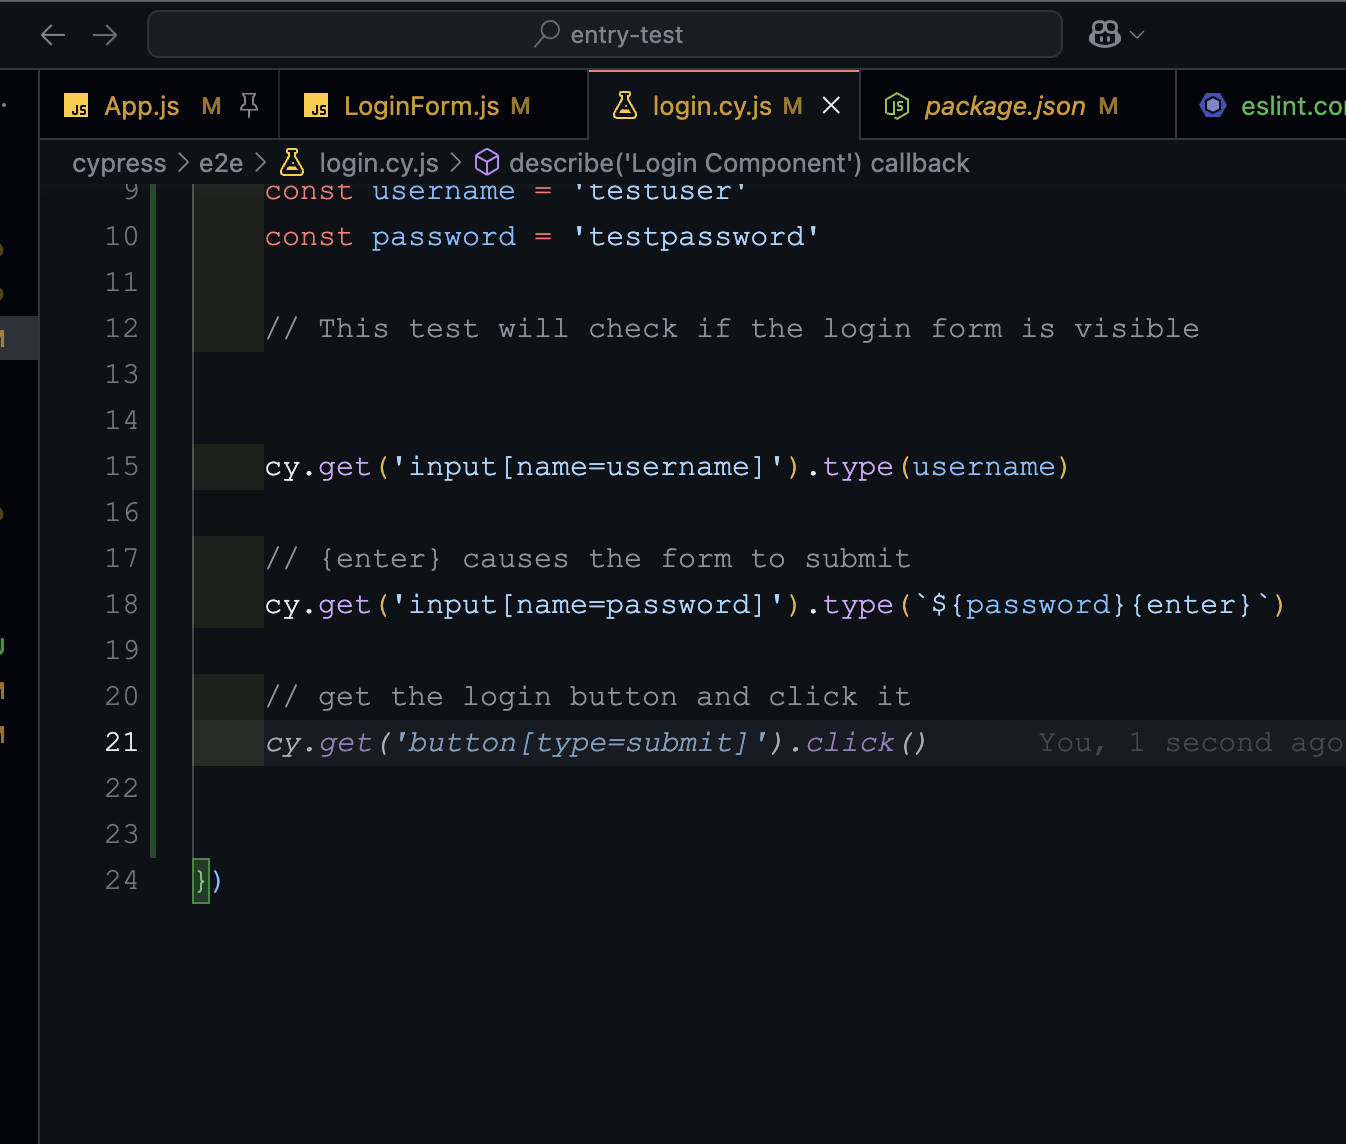 entry-test
App.js M
LoginForm.js M
login.cy.js M
package.json M
eslint.co
cypress > e2e > login.cy.js > describe('Login Component') callback
9 const username = 'testuser'
10 const password = 'testpassword'
11
12 // This test will check if the login form is visible
13
14
15 cy.get('input[name=username]').type(username)
16
17 // {enter} causes the form to submit
18 cy.get('input[name=password]').type(`${password}{enter}`)
19
20 // get the login button and click it
21 cy.get('button[type=submit]').click() You, 1 second ago
22
23
24 })